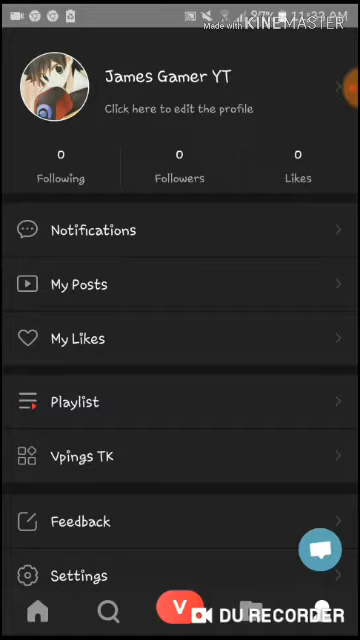 Made with KINEMASTER
James Gamer YT
Click here to edit the profile
0 0 0
Following Followers Likes
Notifications
My Posts
My Likes
Playlist
Vpings TK
Feedback
Settings
V
DU RECORDER